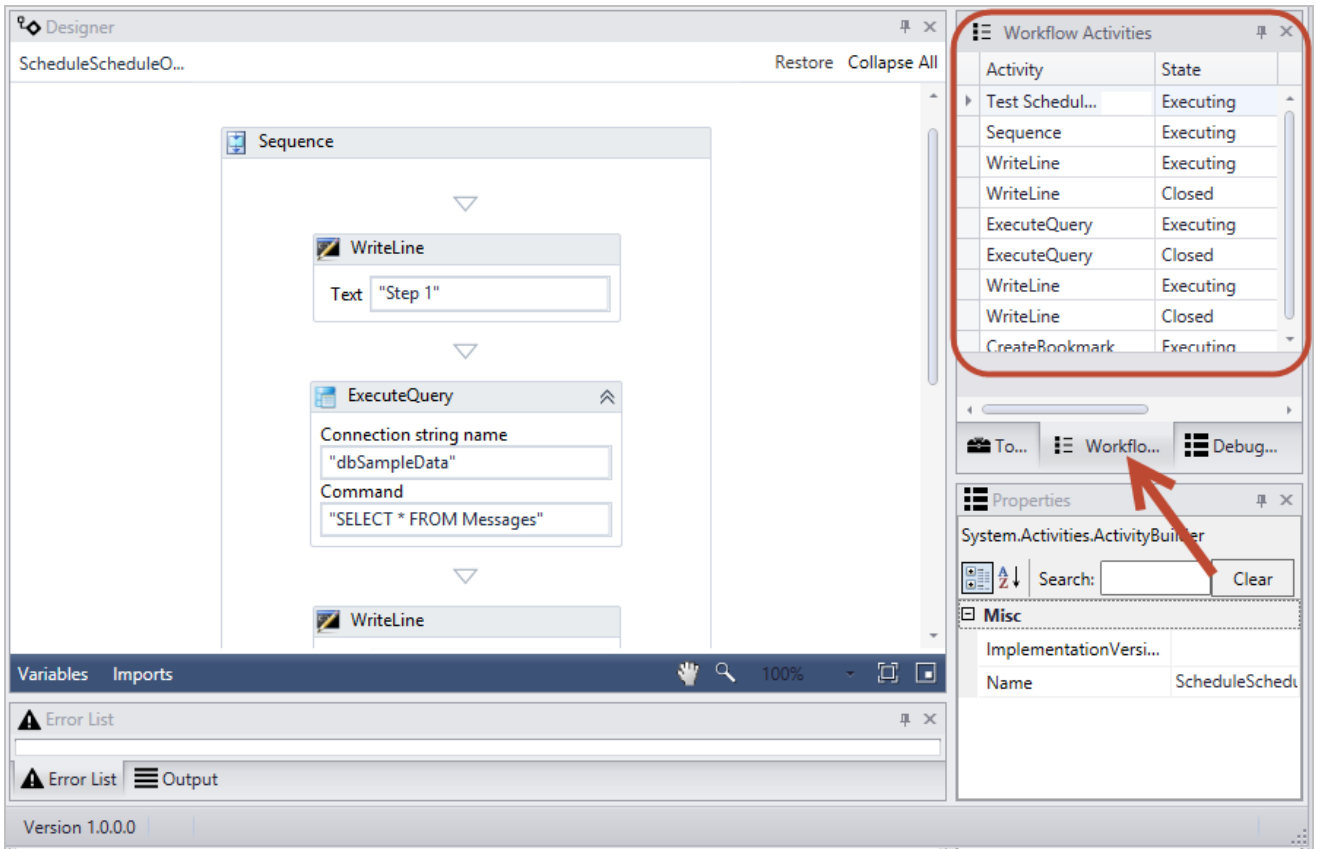 Designer
ScheduleScheduleO...
Restore Collapse All
Sequence
WriteLine
Text "Step 1"
ExecuteQuery
Connection string name
"dbSampleData"
Command
"SELECT * FROM Messages"
WriteLine
Variables Imports 100%
Error List
Error List Output
Version 1.0.0.0
Workflow Activities
Activity State
Test Schedul... Executing
Sequence Executing
WriteLine Executing
WriteLine Closed
ExecuteQuery Executing
ExecuteQuery Closed
WriteLine Executing
WriteLine Closed
CreateBookmark Executing
To... Workflo... Debug...
Properties
System.Activities.ActivityBuilder
Search: Clear
Misc
ImplementationVersi...
Name ScheduleSchedu